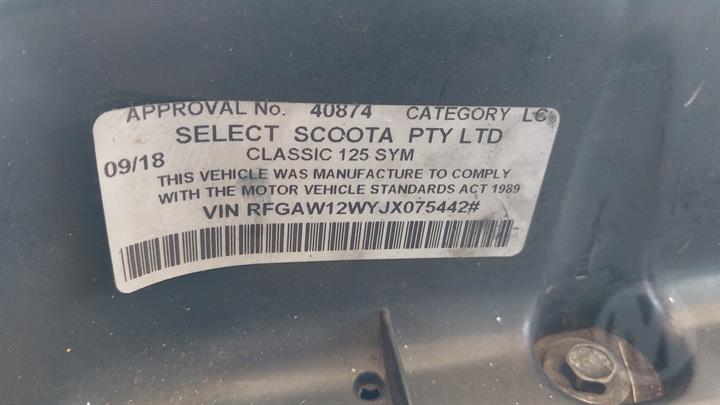 APPROVAL No. 40874 CATEGORY LC
SELECT SCOOTA PTY LTD
09/18 CLASSIC 125 SYM
THIS VEHICLE WAS MANUFACTURE TO COMPLY
WITH THE MOTOR VEHICLE STANDARDS ACT 1989
VIN RFGAW12WYJX075442#